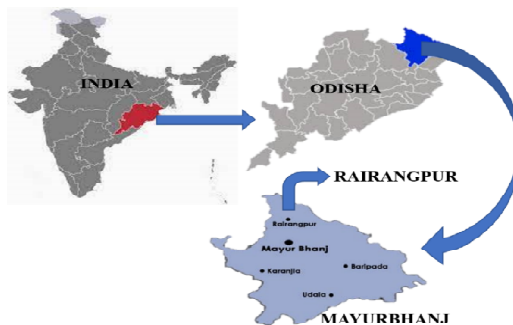 INDIA
ODISHA
RAIRANGPUR
Rairangpur
Mayur Bhanj
Karanjia
Baripada
Udala
MAYURBHANJ